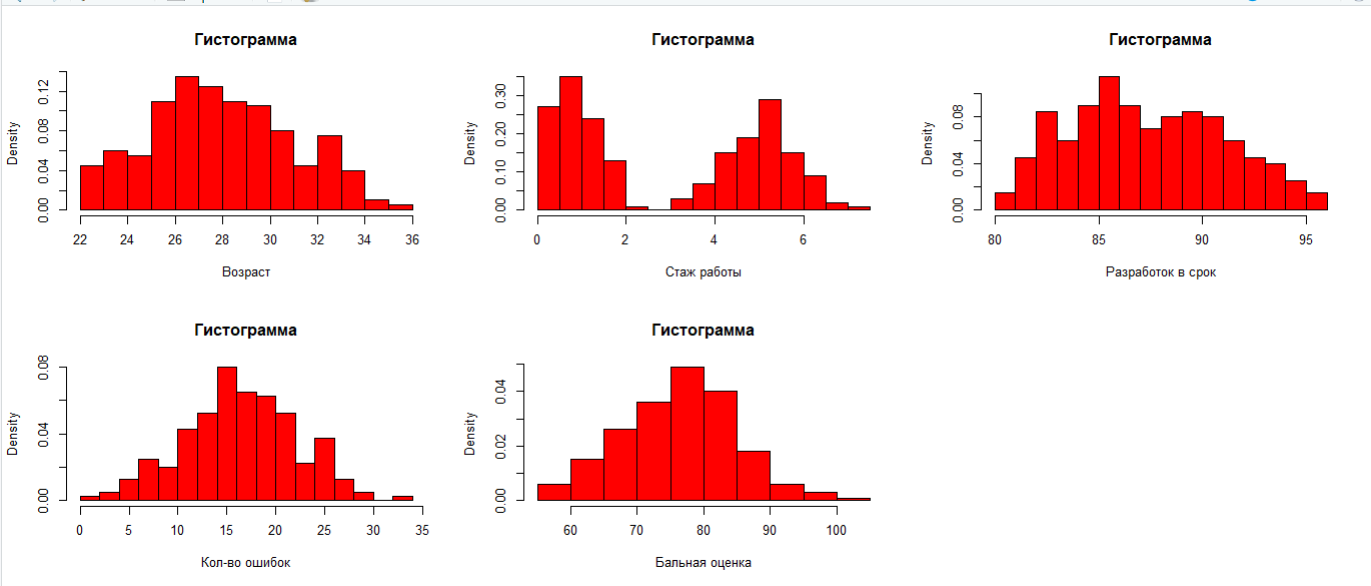 Гистограмма
Density
0.00 0.04 0.08 0.12
22 24 26 28 30 32 34 36
Возраст
Гистограмма
Density
0.00 0.10 0.20 0.30
0 2 4 6
Стаж работы
Гистограмма
Density
0.00 0.04 0.08
80 85 90 95
Разработок в срок
Гистограмма
Density
0.00 0.04 0.08
0 5 10 15 20 25 30 35
Кол-во ошибок
Гистограмма
Density
0.00 0.02 0.04
60 70 80 90 100
Бальная оценка